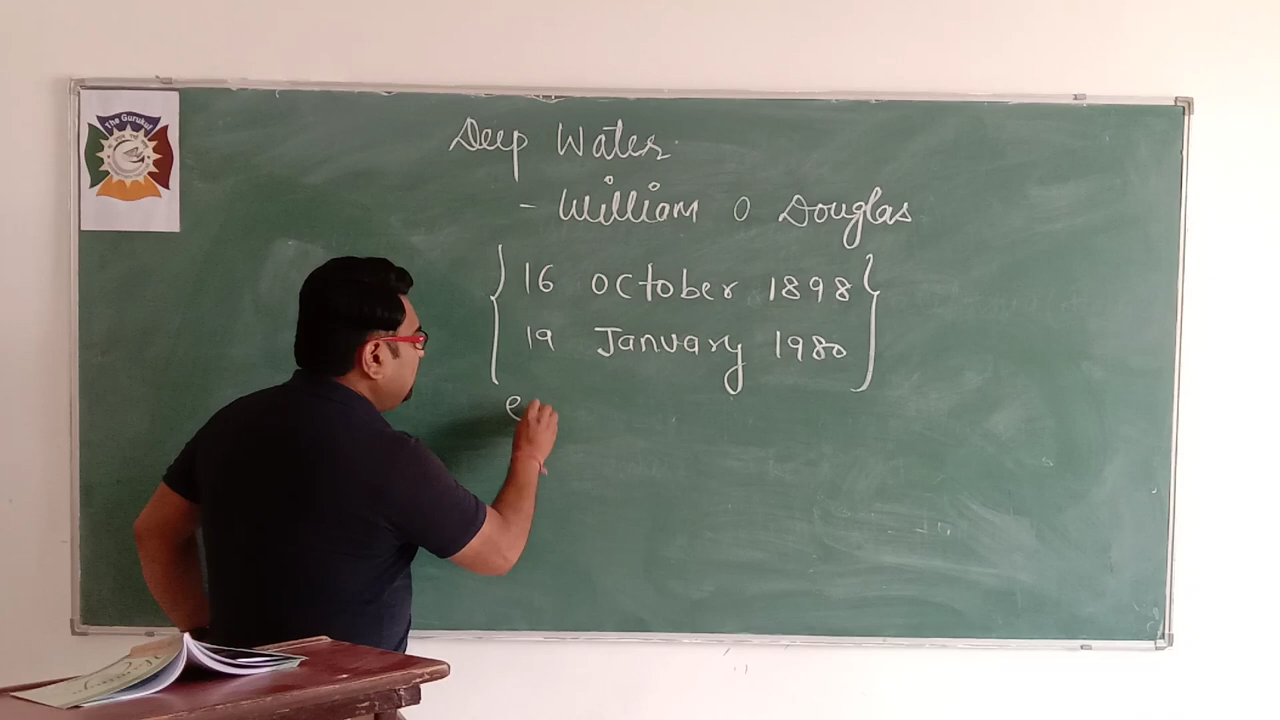 The Gurukul
Deep Water.
- William O Douglas
{ 16 October 1898 }
19 January 1980
e